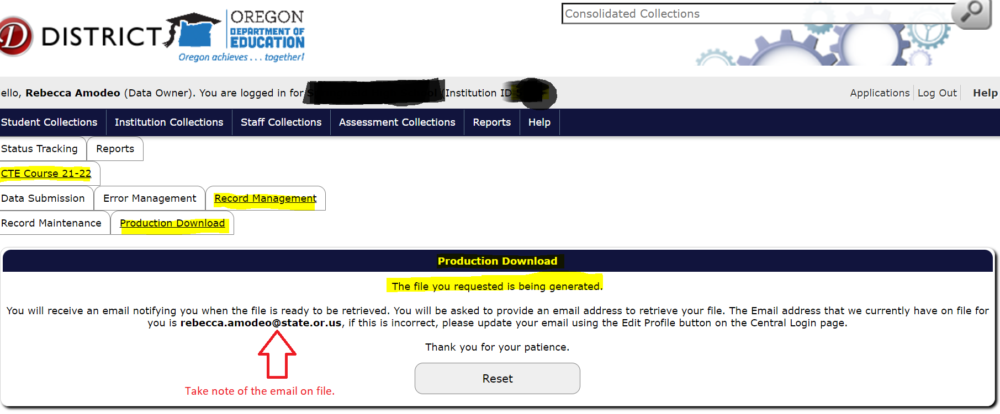 DISTRICT
OREGON
DEPARTMENT OF
EDUCATION
Oregon achieves . . . together!
Consolidated Collections
ello, Rebecca Amodeo (Data Owner). You are logged in for (Institution ID
Applications Log Out Help
Student Collections Institution Collections Staff Collections Assessment Collections Reports Help
Status Tracking Reports
CTE Course 21-22
Data Submission Error Management Record Management
Record Maintenance Production Download
Production Download
The file you requested is being generated.
You will receive an email notifying you when the file is ready to be retrieved. You will be asked to provide an email address to retrieve your file. The Email address that we currently have on file for
you is rebecca.amodeo@state.or.us, if this is incorrect, please update your email using the Edit Profile button on the Central Login page.
Thank you for your patience.
Reset
Take note of the email on file.